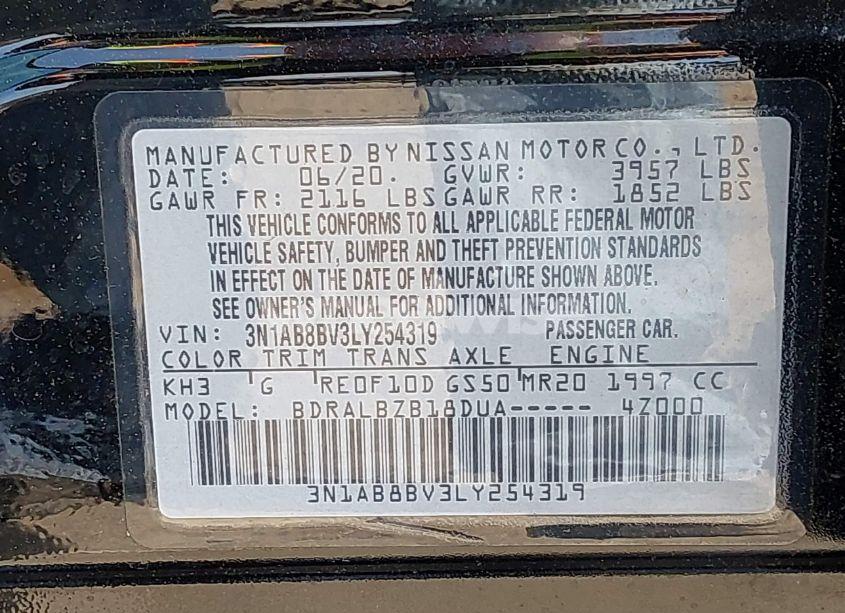 MANUFACTURED BY NISSAN MOTOR CO., LTD.
DATE: 06/20. GVWR: 3957 LBS
GAWR FR: 2116 LBS GAWR RR: 1852 LBS
THIS VEHICLE CONFORMS TO ALL APPLICABLE FEDERAL MOTOR
VEHICLE SAFETY, BUMPER AND THEFT PREVENTION STANDARDS
IN EFFECT ON THE DATE OF MANUFACTURE SHOWN ABOVE.
SEE OWNER'S MANUAL FOR ADDITIONAL INFORMATION.
VIN: 3N1AB8BV3LY254319 PASSENGER CAR.
COLOR TRIM TRANS AXLE ENGINE
KH3 G RE0F10D GS50 MR20 1997 CC
MODEL: BDRALBZB18DUA----- 4Z000
3N1AB8BV3LY254319